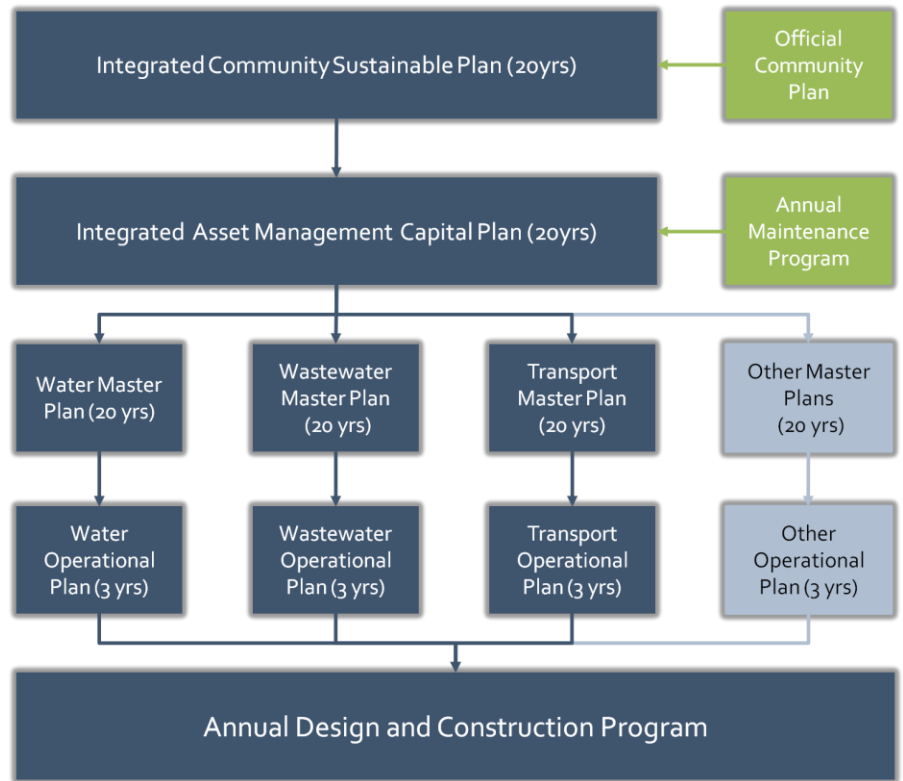 Integrated Community Sustainable Plan (20yrs)
Official
Community
Plan
Integrated Asset Management Capital Plan (20yrs)
Annual
Maintenance
Program
Water Master
Plan (20 yrs)
Wastewater
Master Plan
(20 yrs)
Transport
Master Plan
(20 yrs)
Other Master
Plans
(20 yrs)
Water
Operational
Plan (3 yrs)
Wastewater
Operational
Plan (3 yrs)
Transport
Operational
Plan (3 yrs)
Other
Operational
Plan (3 yrs)
Annual Design and Construction Program